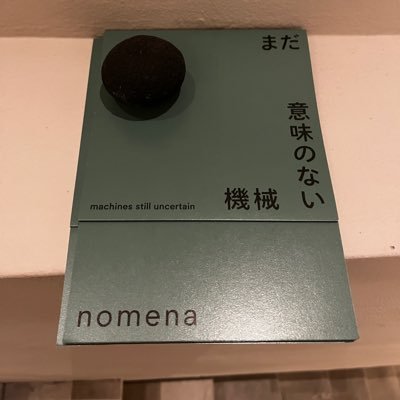 まだ
意味のない
機械
machines still uncertain
nomena